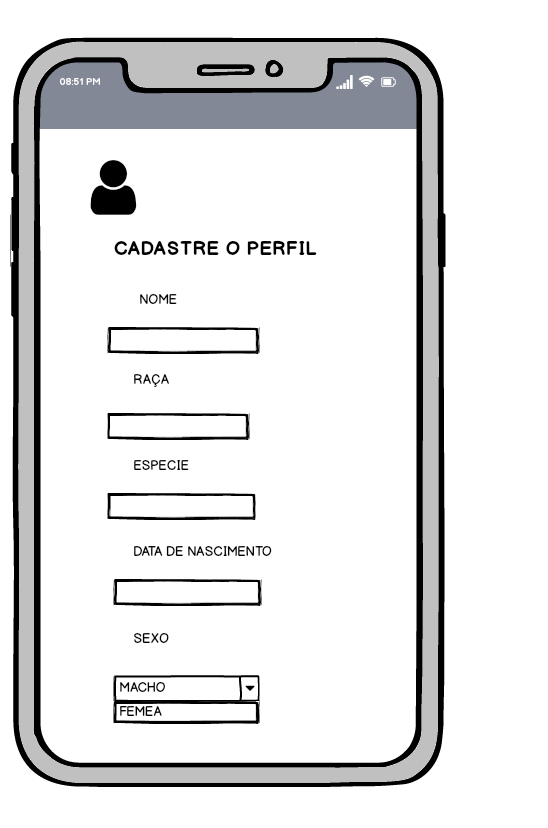 08:51 PM
CADASTRE O PERFIL
NOME
RAÇA
ESPECIE
DATA DE NASCIMENTO
SEXO
MACHO
FEMEA